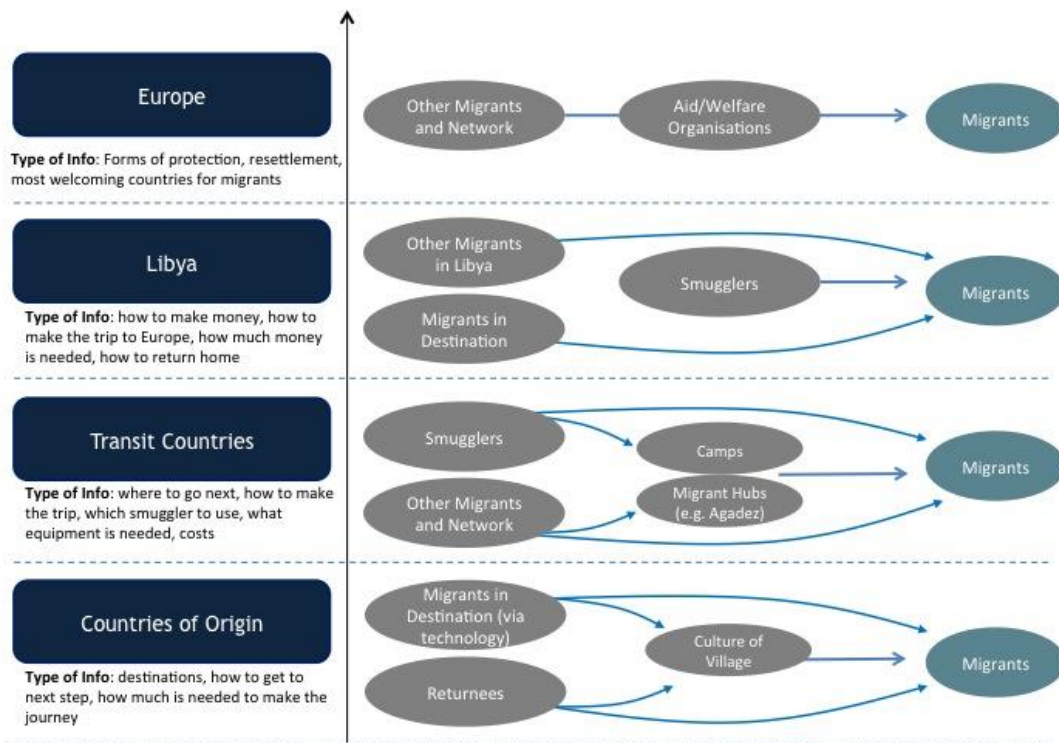 Europe
Type of Info: Forms of protection, resettlement,
most welcoming countries for migrants
Other Migrants
and Network
Aid/Welfare
Organisations
Migrants
Libya
Type of Info: how to make money, how to
make the trip to Europe, how much money
is needed, how to return home
Other Migrants
in Libya
Migrants in
Destination
Smugglers
Migrants
Transit Countries
Type of Info: where to go next, how to make
the trip, which smuggler to use, what
equipment is needed, costs
Smugglers
Other Migrants
and Network
Camps
Migrant Hubs
(e.g. Agadez)
Migrants
Countries of Origin
Type of Info: destinations, how to get to
next step, how much is needed to make the
journey
Migrants in
Destination (via
technology)
Returnees
Culture of
Village
Migrants